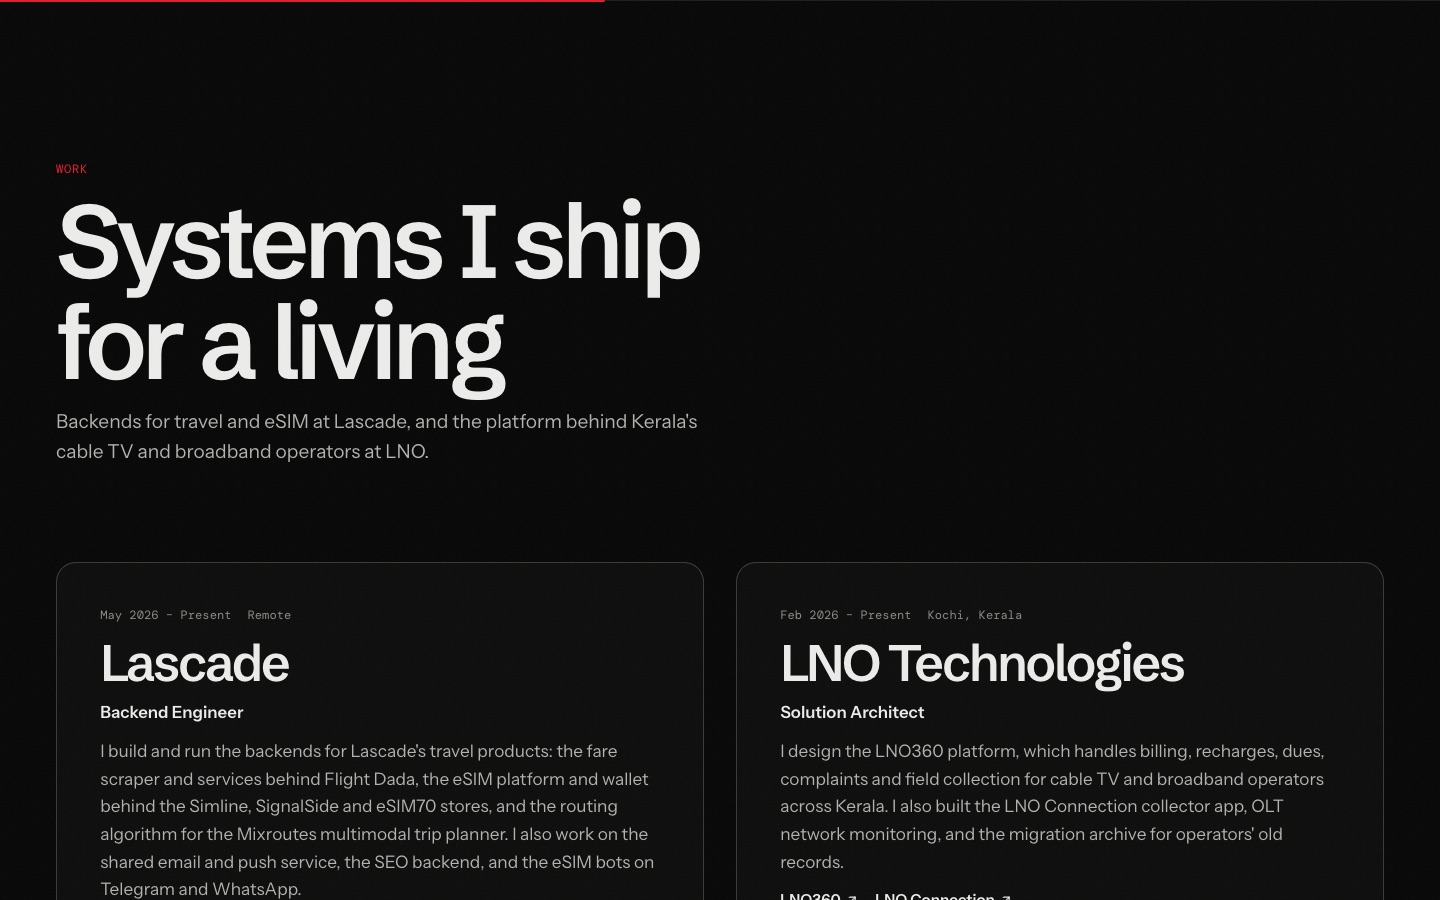 WORK
Systems I ship
for a living
Backends for travel and eSIM at Lascade, and the platform behind Kerala's
cable TV and broadband operators at LNO.
May 2026 – Present Remote
Lascade
Backend Engineer
I build and run the backends for Lascade's travel products: the fare
scraper and services behind Flight Dada, the eSIM platform and wallet
behind the Simline, SignalSide and eSIM70 stores, and the routing
algorithm for the Mixroutes multimodal trip planner. I also work on the
shared email and push service, the SEO backend, and the eSIM bots on
Telegram and WhatsApp.
Feb 2026 – Present Kochi, Kerala
LNO Technologies
Solution Architect
I design the LNO360 platform, which handles billing, recharges, dues,
complaints and field collection for cable TV and broadband operators
across Kerala. I also built the LNO Connection collector app, OLT
network monitoring, and the migration archive for operators' old
records.
LNO360 ↗ LNO Connection ↗